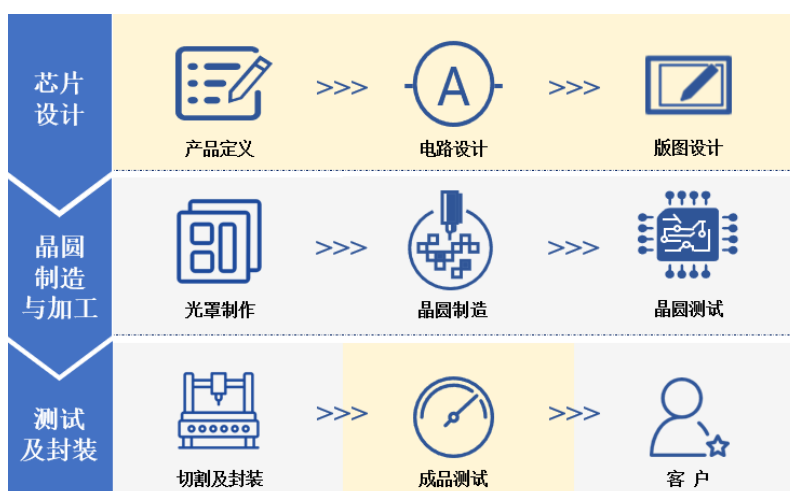 芯片
设计
产品定义
>>>
A
电路设计
>>>
版图设计
晶圆
制造
与加工
光罩制作
>>>
晶圆制造
>>>
晶圆测试
测试
及封装
切割及封装
>>>
成品测试
>>>
客 户